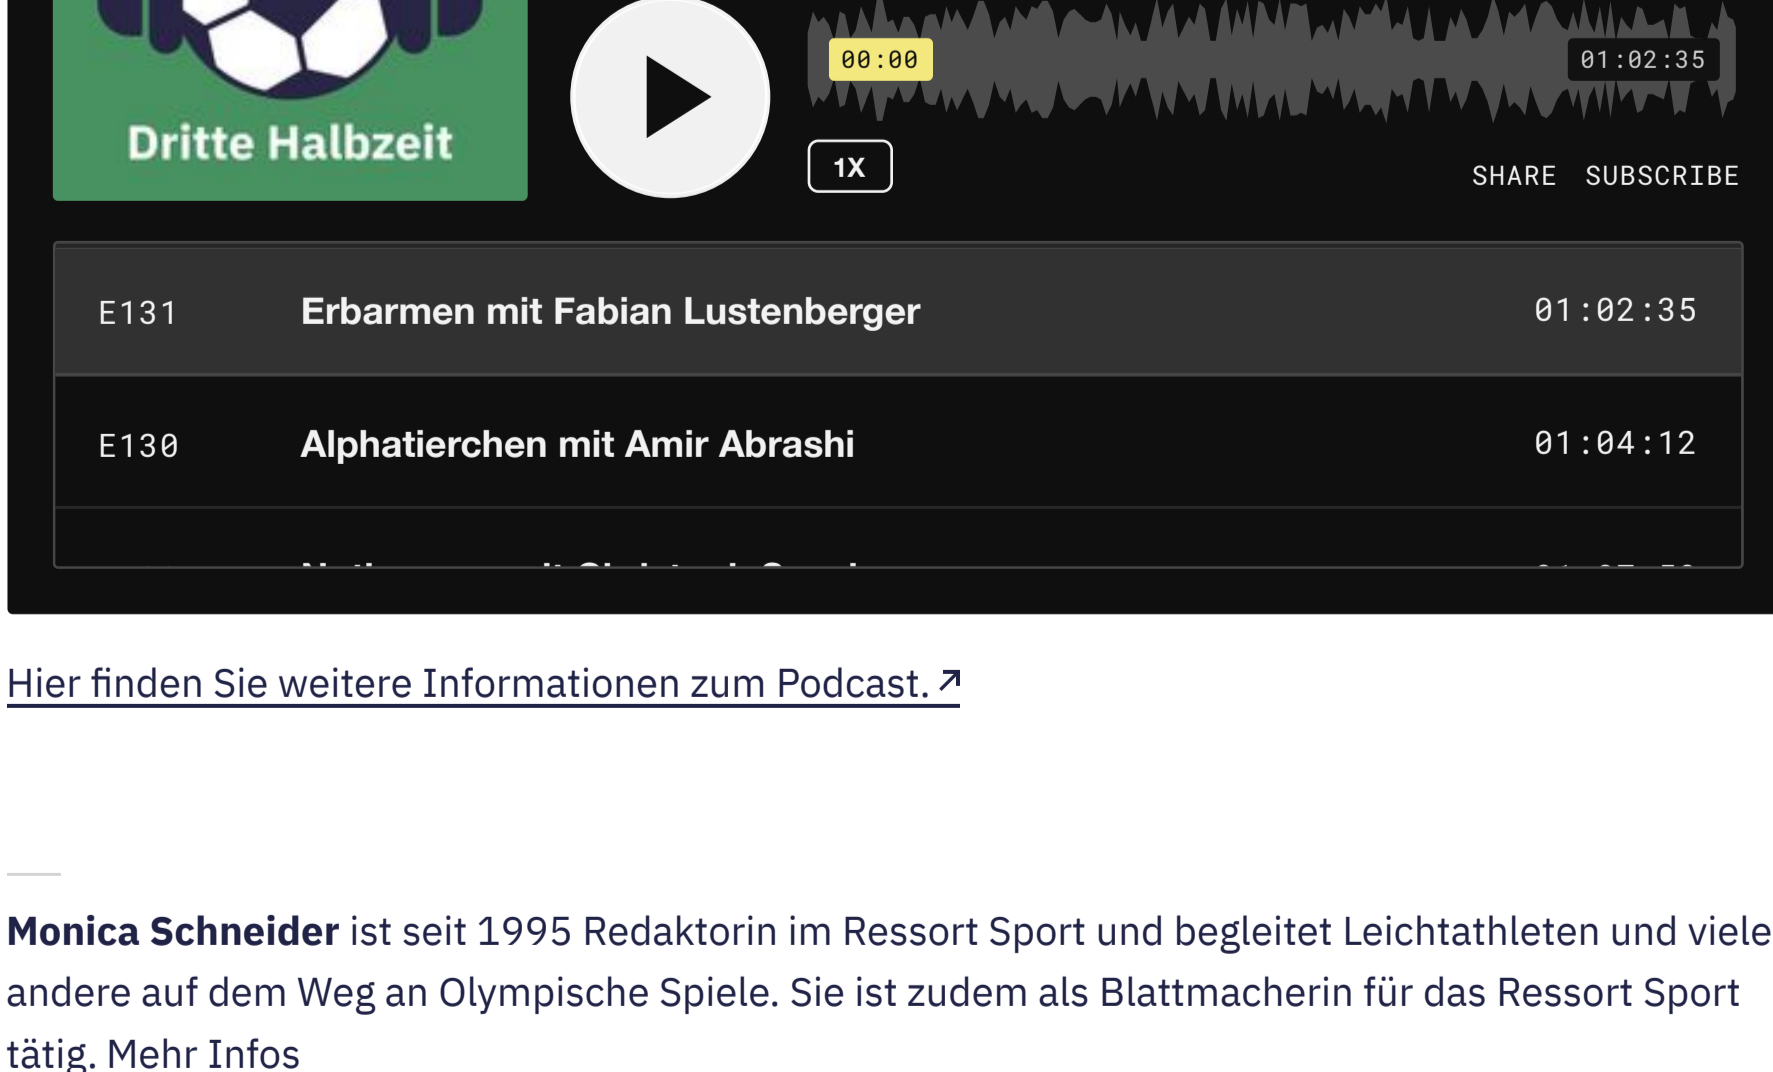 Dritte Halbzeit
00:00
01:02:35
1X
SHARE SUBSCRIBE
E131 Erbarmen mit Fabian Lustenberger 01:02:35
E130 Alphatierchen mit Amir Abrashi 01:04:12
Hier finden Sie weitere Informationen zum Podcast.
Monica Schneider ist seit 1995 Redaktorin im Ressort Sport und begleitet Leichtathleten und viele
andere auf dem Weg an Olympische Spiele. Sie ist zudem als Blattmacherin für das Ressort Sport
tätig. Mehr Infos